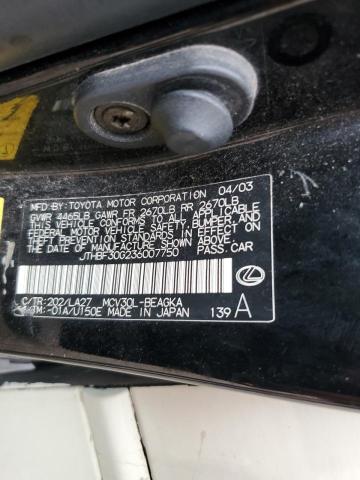 MFD BY: TOYOTA MOTOR CORPORATION 04/03
GVWR 4465LB GAWR FR 2670LB RR 2670LB
THIS VEHICLE CONFORMS TO ALL APPLICABLE
FEDERAL MOTOR VEHICLE SAFETY, BUMPER,
AND THEFT PREVENTION STANDARDS IN EFFECT ON
THE DATE OF MANUFACTURE SHOWN ABOVE.
JTHBF30G236007750 PASS.CAR
C/TR:202/LA27 MCV30L-BEAGKA
-01A/U150E MADE IN JAPAN 139 A